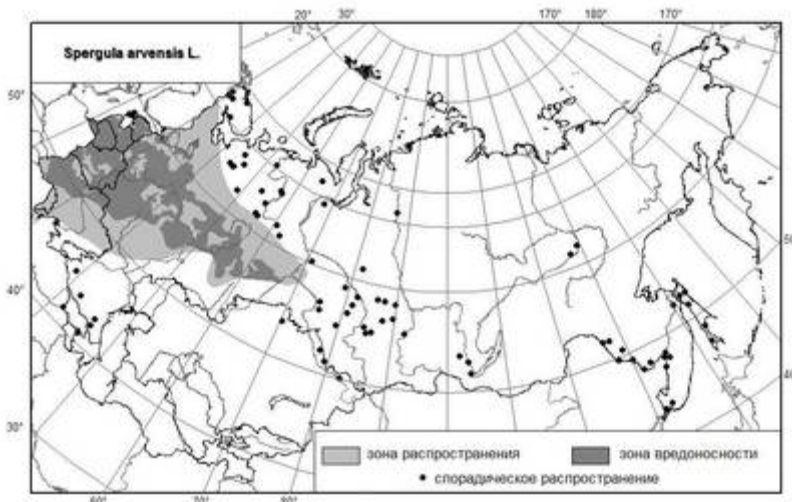 20° 30° 170° 180° 170°
Spergula arvensis L.
50°
40°
30°
зона распространения зона вредоносности
спорадическое распространение